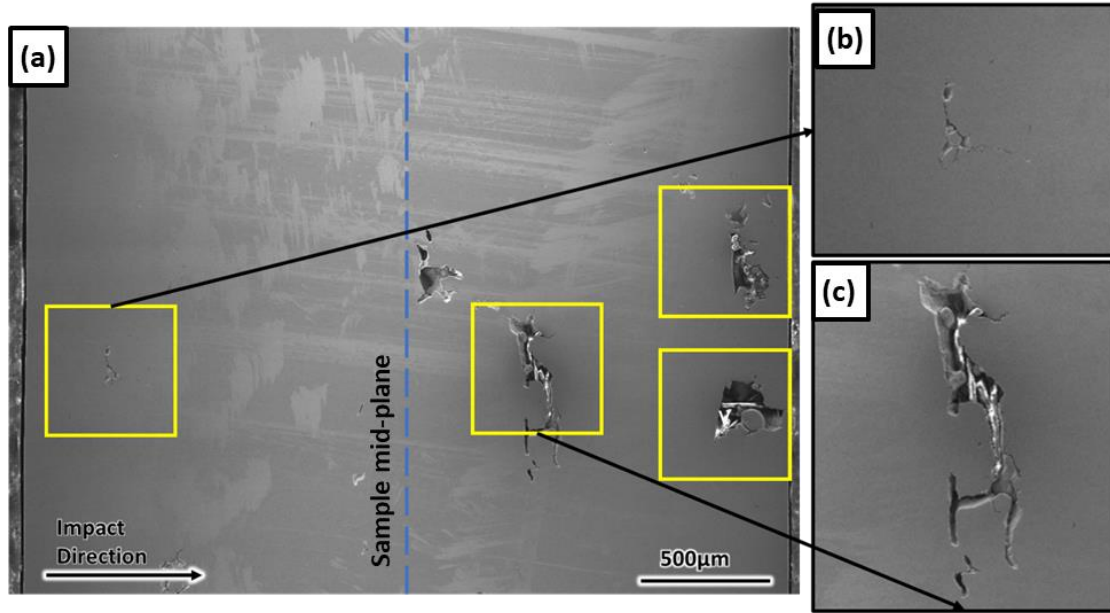 (a)
(b)
(c)
Sample mid-plane
Impact
Direction
500μm